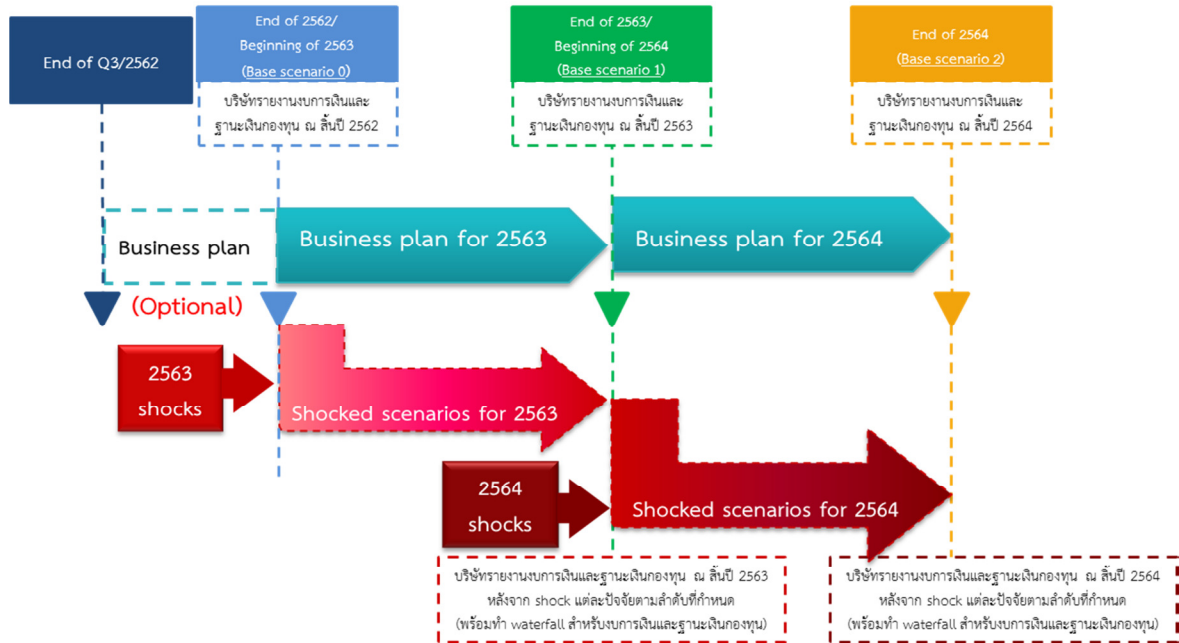 End of Q3/2562
End of 2562/
Beginning of 2563
(Base scenario 0)
บริษัทรายงานงบการเงินและ
ฐานะเงินกองทุน ณ สิ้นปี 2562
End of 2563/
Beginning of 2564
(Base scenario 1)
บริษัทรายงานงบการเงินและ
ฐานะเงินกองทุน ณ สิ้นปี 2563
End of 2564
(Base scenario 2)
บริษัทรายงานงบการเงินและ
ฐานะเงินกองทุน ณ สิ้นปี 2564
Business plan
(Optional)
Business plan for 2563
Business plan for 2564
2563
shocks
Shocked scenarios for 2563
2564
shocks
Shocked scenarios for 2564
บริษัทรายงานงบการเงินและฐานะเงินกองทุน ณ สิ้นปี 2563
หลังจาก shock แต่ละปัจจัยตามลำดับที่กำหนด
(พร้อมทำ waterfall สำหรับงบการเงินและฐานะเงินกองทุน)
บริษัทรายงานงบการเงินและฐานะเงินกองทุน ณ สิ้นปี 2564
หลังจาก shock แต่ละปัจจัยตามลำดับที่กำหนด
(พร้อมทำ waterfall สำหรับงบการเงินและฐานะเงินกองทุน)